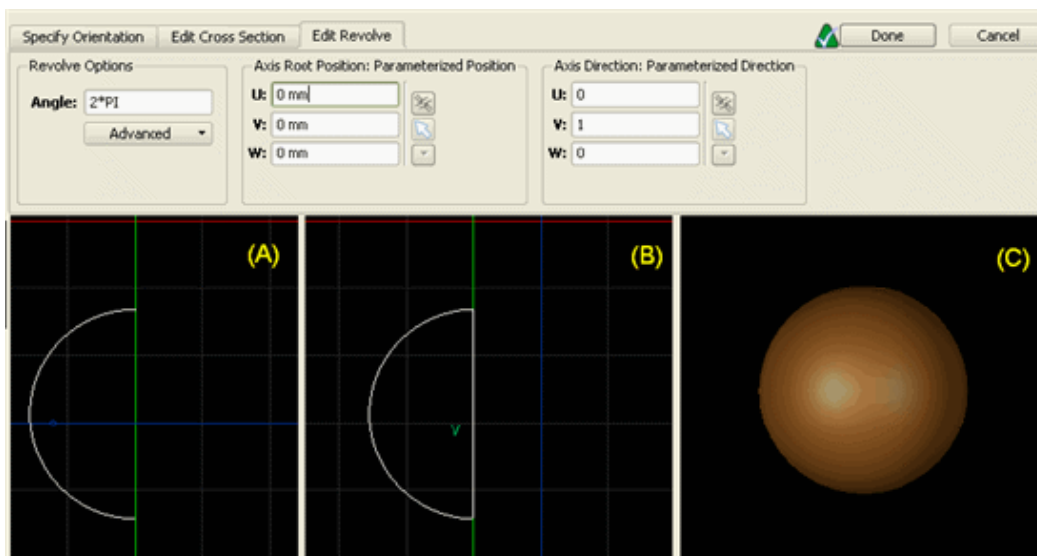 Specify Orientation Edit Cross Section Edit Revolve Done Cancel
Revolve Options Axis Root Position: Parameterized Position Axis Direction: Parameterized Direction
Angle: 2*PI U: 0 mm U: 0
Advanced V: 0 mm V: 1
W: 0 mm W: 0
(A) (B) (C)
V